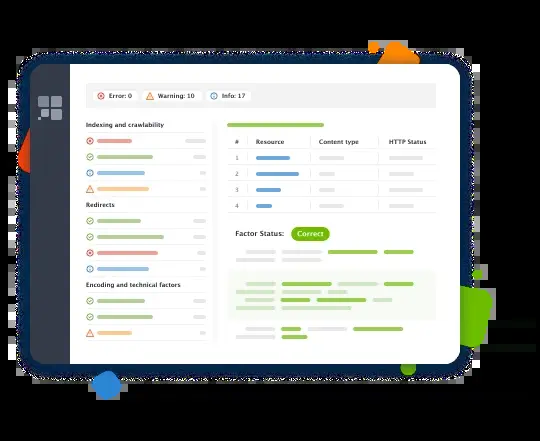 Error: 0 Warning: 10 Info: 17
Indexing and crawlability
# Resource Content type HTTP Status
1
2
3
4
Redirects
Factor Status: Correct
Encoding and technical factors